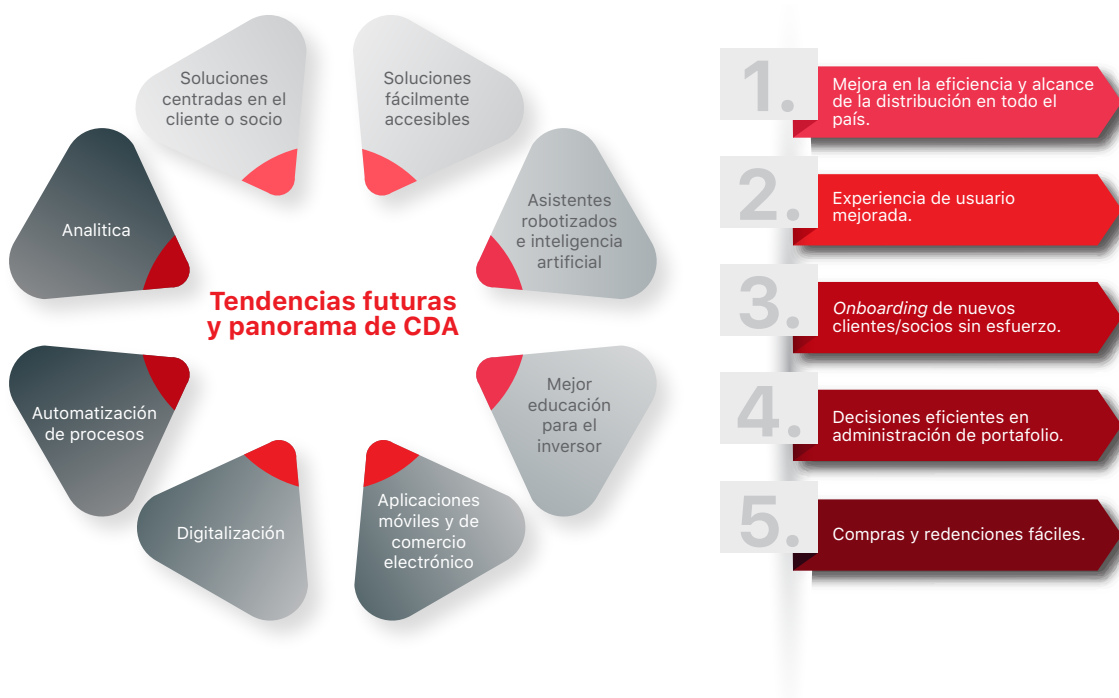 Soluciones
centradas en el
cliente o socio
Soluciones
fácilmente
accesibles
Asistentes
robotizados
e inteligencia
artificial
Mejor
educación
para el
inversor
Aplicaciones
móviles y de
comercio
electrónico
Digitalización
Automatización
de procesos
Analitica
Tendencias futuras
y panorama de CDA
1.
Mejora en la eficiencia y alcance
de la distribución en todo el
país.
2.
Experiencia de usuario
mejorada.
3.
Onboarding de nuevos
clientes/socios sin esfuerzo.
4.
Decisiones eficientes en
administración de portafolio.
5.
Compras y redenciones fáciles.